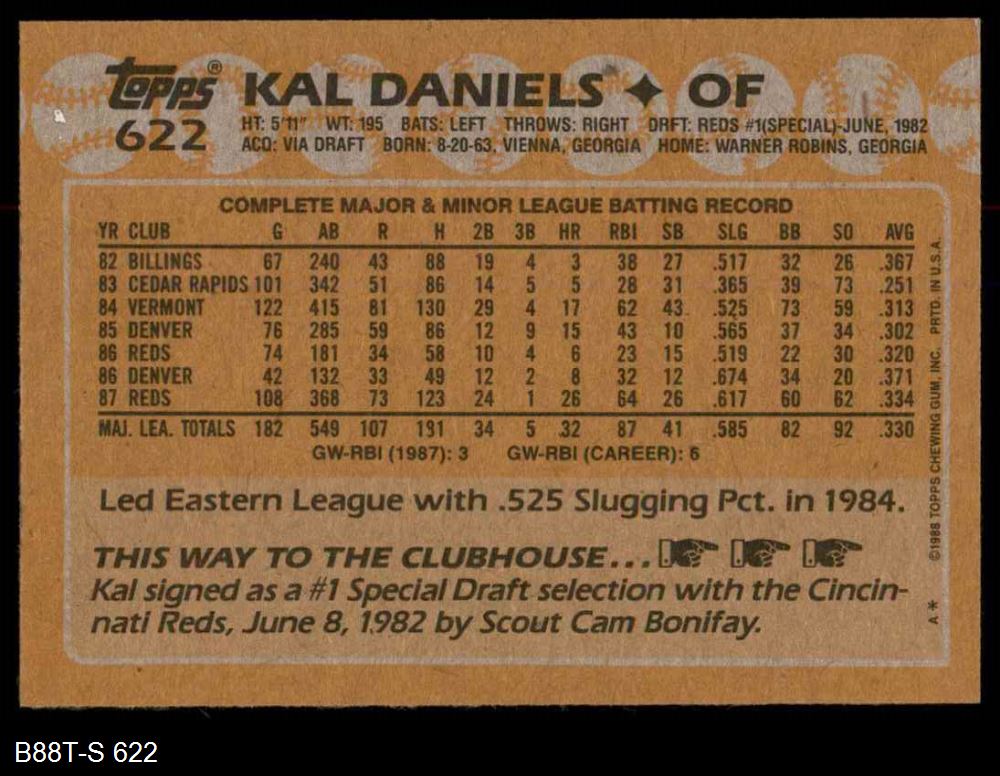 Topps® KAL DANIELS ✦ OF
622 HT: 5'11" WT: 195 BATS: LEFT THROWS: RIGHT DRFT: REDS #1(SPECIAL)-JUNE, 1982
ACQ: VIA DRAFT BORN: 8-20-63, VIENNA, GEORGIA HOME: WARNER ROBINS, GEORGIA
COMPLETE MAJOR & MINOR LEAGUE BATTING RECORD
YR CLUB G AB R H 2B 3B HR RBI SB SLG BB SO AVG
82 BILLINGS 67 240 43 88 19 4 3 38 27 .517 32 26 .367
83 CEDAR RAPIDS 101 342 51 86 14 5 5 28 31 .365 39 73 .251
84 VERMONT 122 415 81 130 29 4 17 62 43 .525 73 59 .313
85 DENVER 76 285 59 86 12 9 15 43 10 .565 37 34 .302
86 REDS 74 181 34 58 10 4 6 23 15 .519 22 30 .320
86 DENVER 42 132 33 49 12 2 8 32 12 .674 34 20 .371
87 REDS 108 368 73 123 24 1 26 64 26 .617 60 62 .334
MAJ. LEA. TOTALS 182 549 107 181 34 5 32 87 41 .585 82 92 .330
GW-RBI (1987): 3 GW-RBI (CAREER): 6
Led Eastern League with .525 Slugging Pct. in 1984.
THIS WAY TO THE CLUBHOUSE...
Kal signed as a #1 Special Draft selection with the Cincin-
nati Reds, June 8, 1982 by Scout Cam Bonifay.
A* ©1988 TOPPS CHEWING GUM, INC. PRTD. IN U.S.A.
B88T-S 622